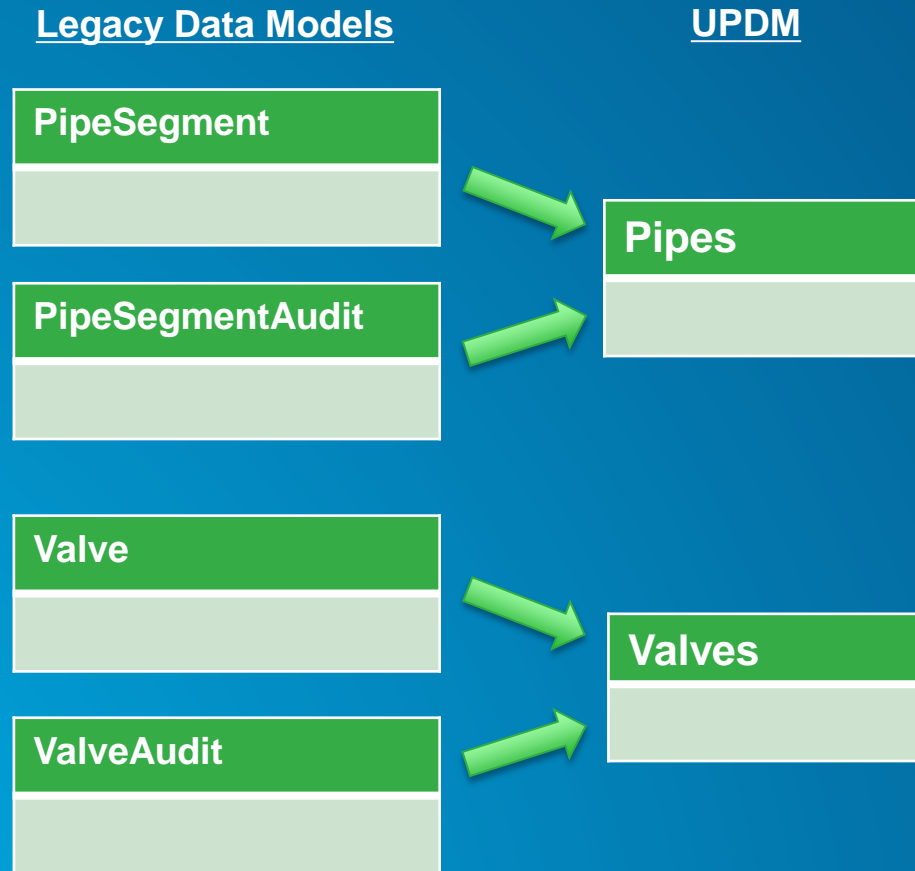 Legacy Data Models
UPDM
PipeSegment
Pipes
PipeSegmentAudit
Valve
Valves
ValveAudit